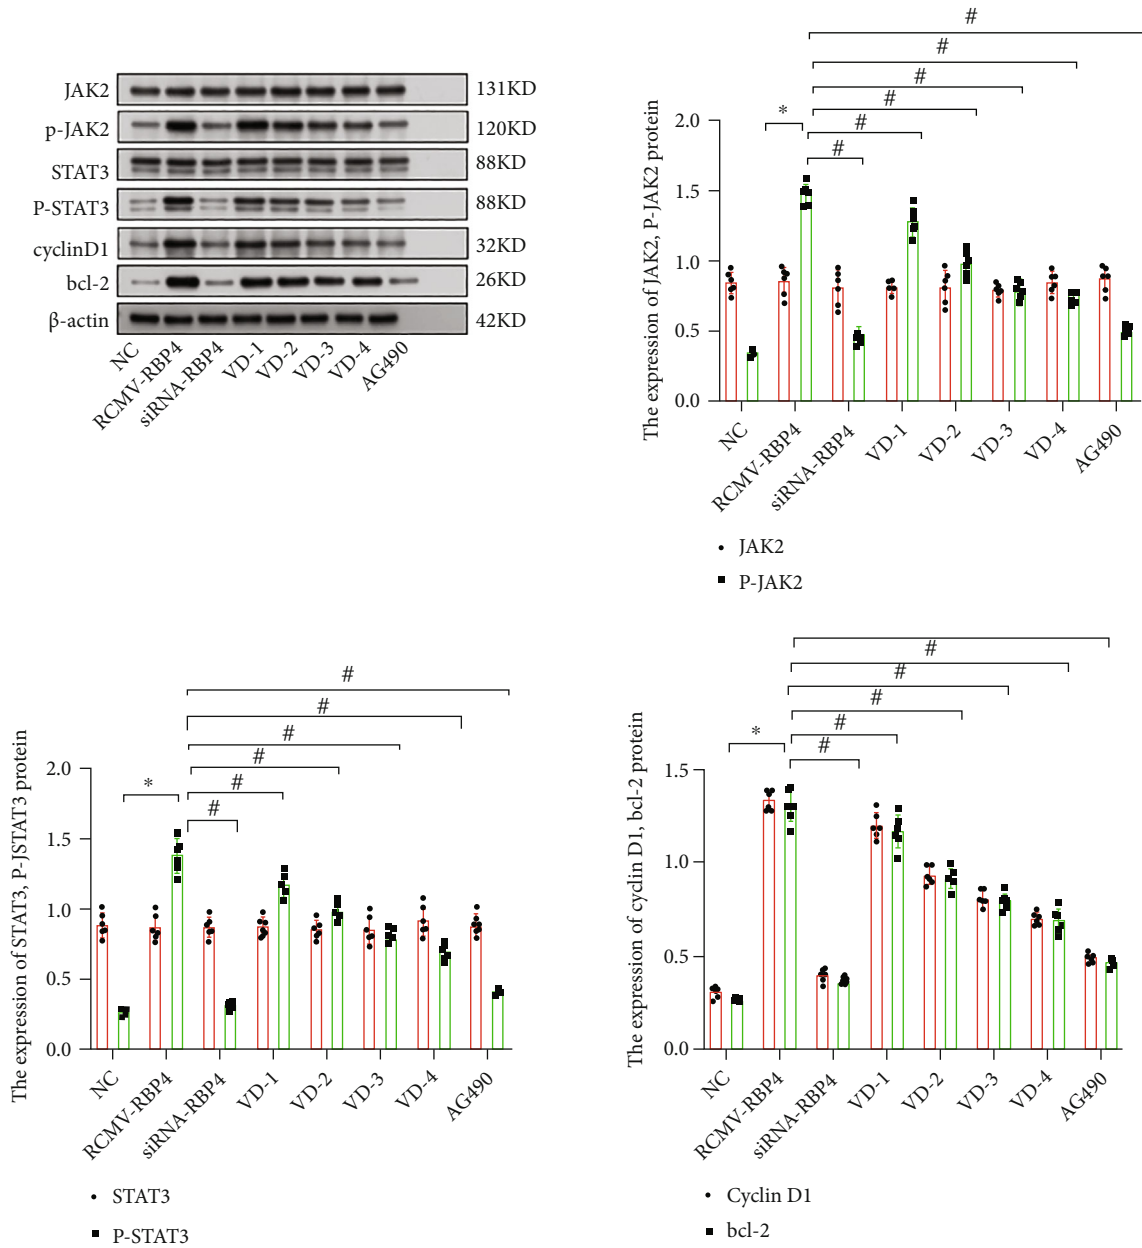 JAK2 131KD
p-JAK2 120KD
STAT3 88KD
P-STAT3 88KD
cyclinD1 32KD
bcl-2 26KD
β-actin 42KD
NC RCMV-RBP4 siRNA-RBP4 VD-1 VD-2 VD-3 VD-4 AG490
The expression of JAK2, P-JAK2 protein
#
#
#
#
* #
#
2.0
1.5
1.0
0.5
0.0
NC RCMV-RBP4 siRNA-RBP4 VD-1 VD-2 VD-3 VD-4 AG490
JAK2
P-JAK2
The expression of STAT3, P-JSTAT3 protein
#
#
#
#
* #
#
2.0
1.5
1.0
0.5
0.0
NC RCMV-RBP4 siRNA-RBP4 VD-1 VD-2 VD-3 VD-4 AG490
STAT3
P-STAT3
The expression of cyclin D1, bcl-2 protein
#
#
#
#
* #
#
1.5
1.0
0.5
0.0
NC RCMV-RBP4 siRNA-RBP4 VD-1 VD-2 VD-3 VD-4 AG490
Cyclin D1
bcl-2